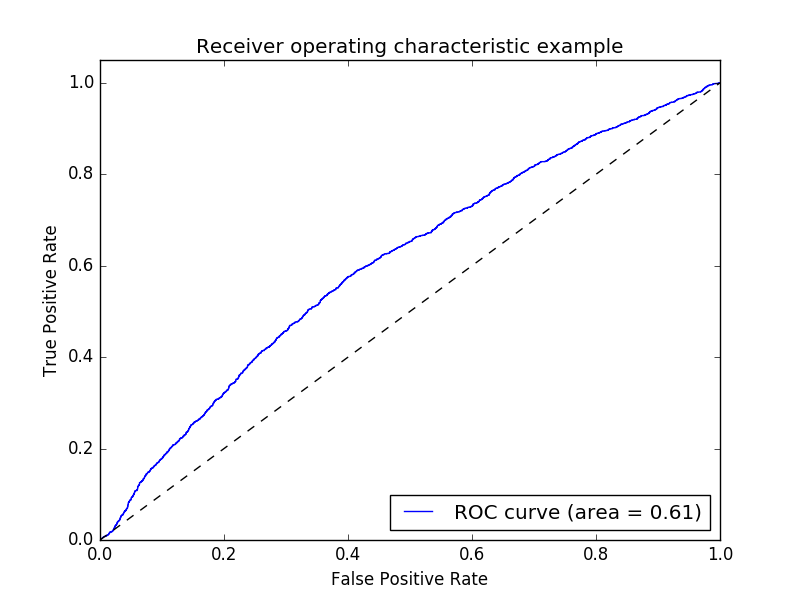 Receiver operating characteristic example
1.0
0.8
0.6
0.4
0.2
0.0
True Positive Rate
ROC curve (area = 0.61)
0.0 0.2 0.4 0.6 0.8 1.0
False Positive Rate